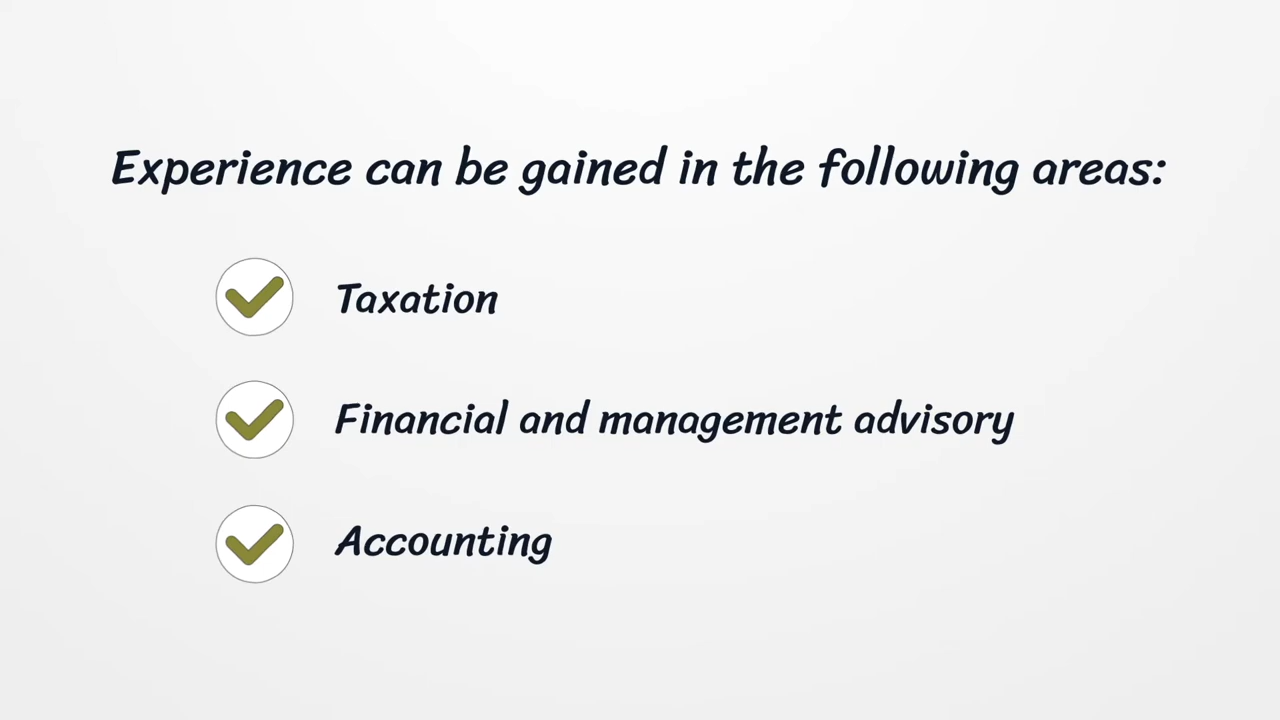 Experience can be gained in the following areas:
Taxation
Financial and management advisory
Accounting